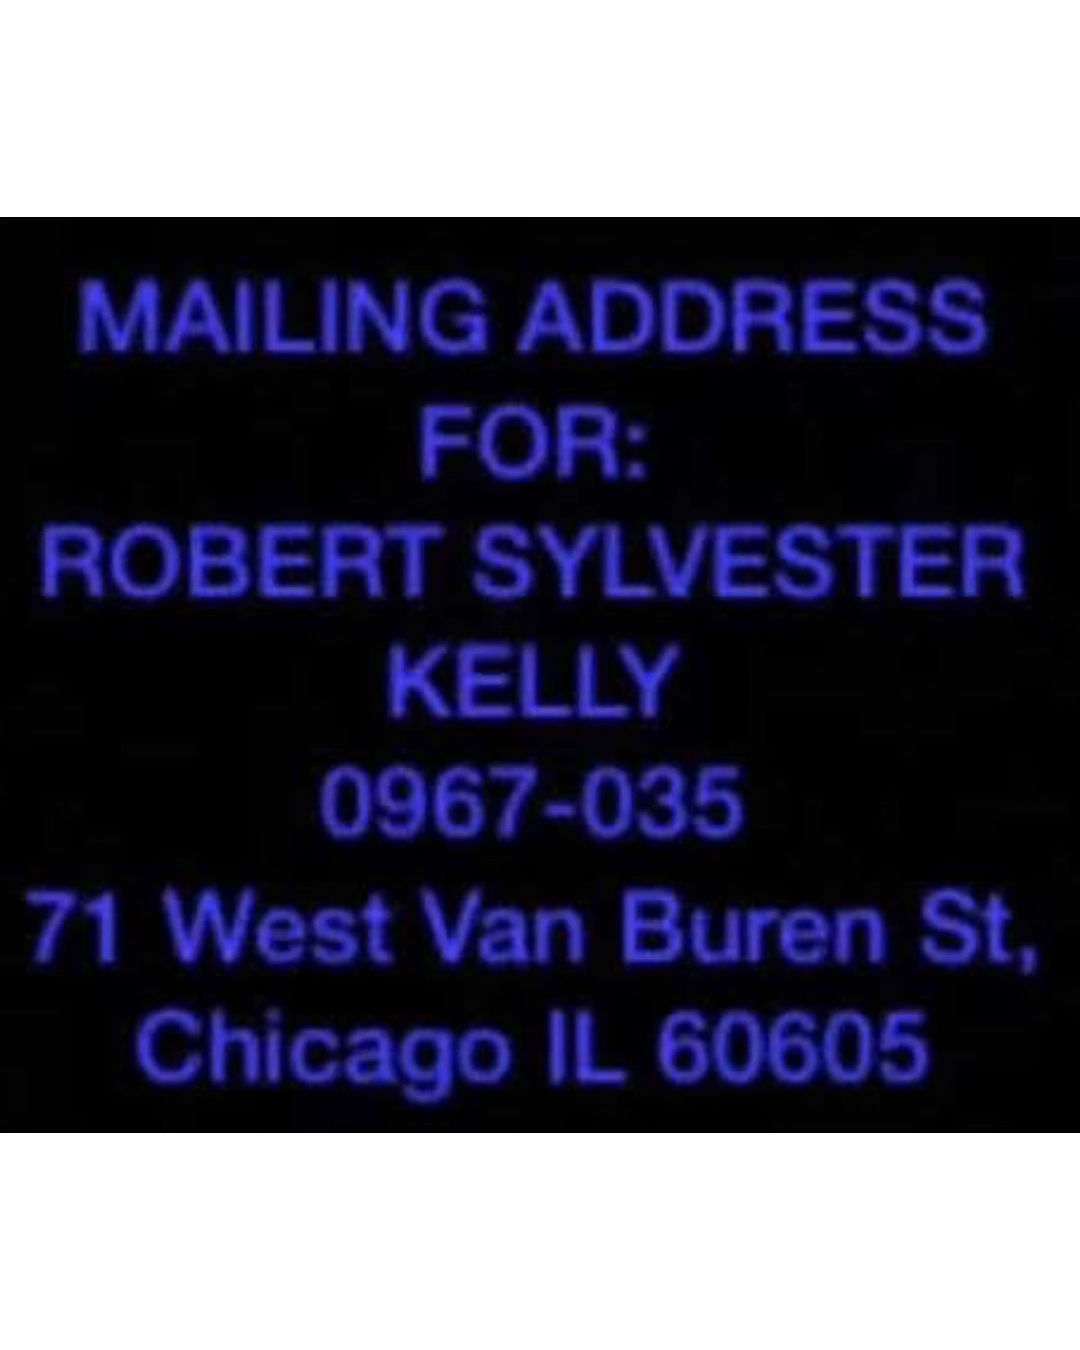 MAILING ADDRESS
FOR:
ROBERT SYLVESTER
KELLY
0967-035
71 West Van Buren St,
Chicago IL 60605